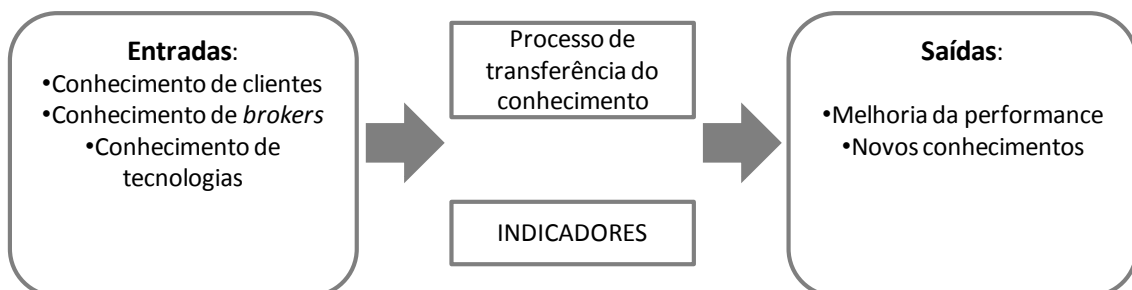 Entradas:
•Conhecimento de clientes
•Conhecimento de brokers
•Conhecimento de
tecnologias
Processo de
transferência do
conhecimento
INDICADORES
Saídas:
•Melhoria da performance
•Novos conhecimentos